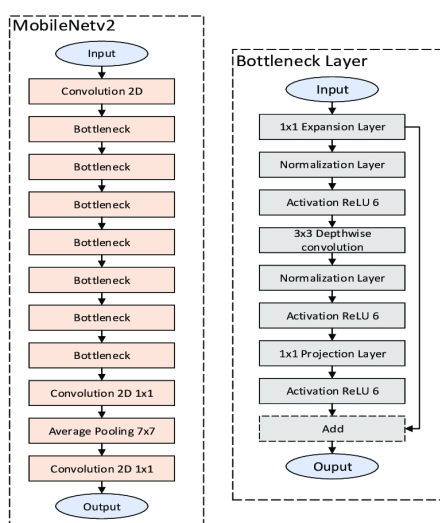 MobileNetv2
Input
Convolution 2D
Bottleneck
Bottleneck
Bottleneck
Bottleneck
Bottleneck
Bottleneck
Bottleneck
Convolution 2D 1x1
Average Pooling 7x7
Convolution 2D 1x1
Output
Bottleneck Layer
Input
1x1 Expansion Layer
Normalization Layer
Activation ReLU 6
3x3 Depthwise
convolution
Normalization Layer
Activation ReLU 6
1x1 Projection Layer
Activation ReLU 6
Add
Ouput